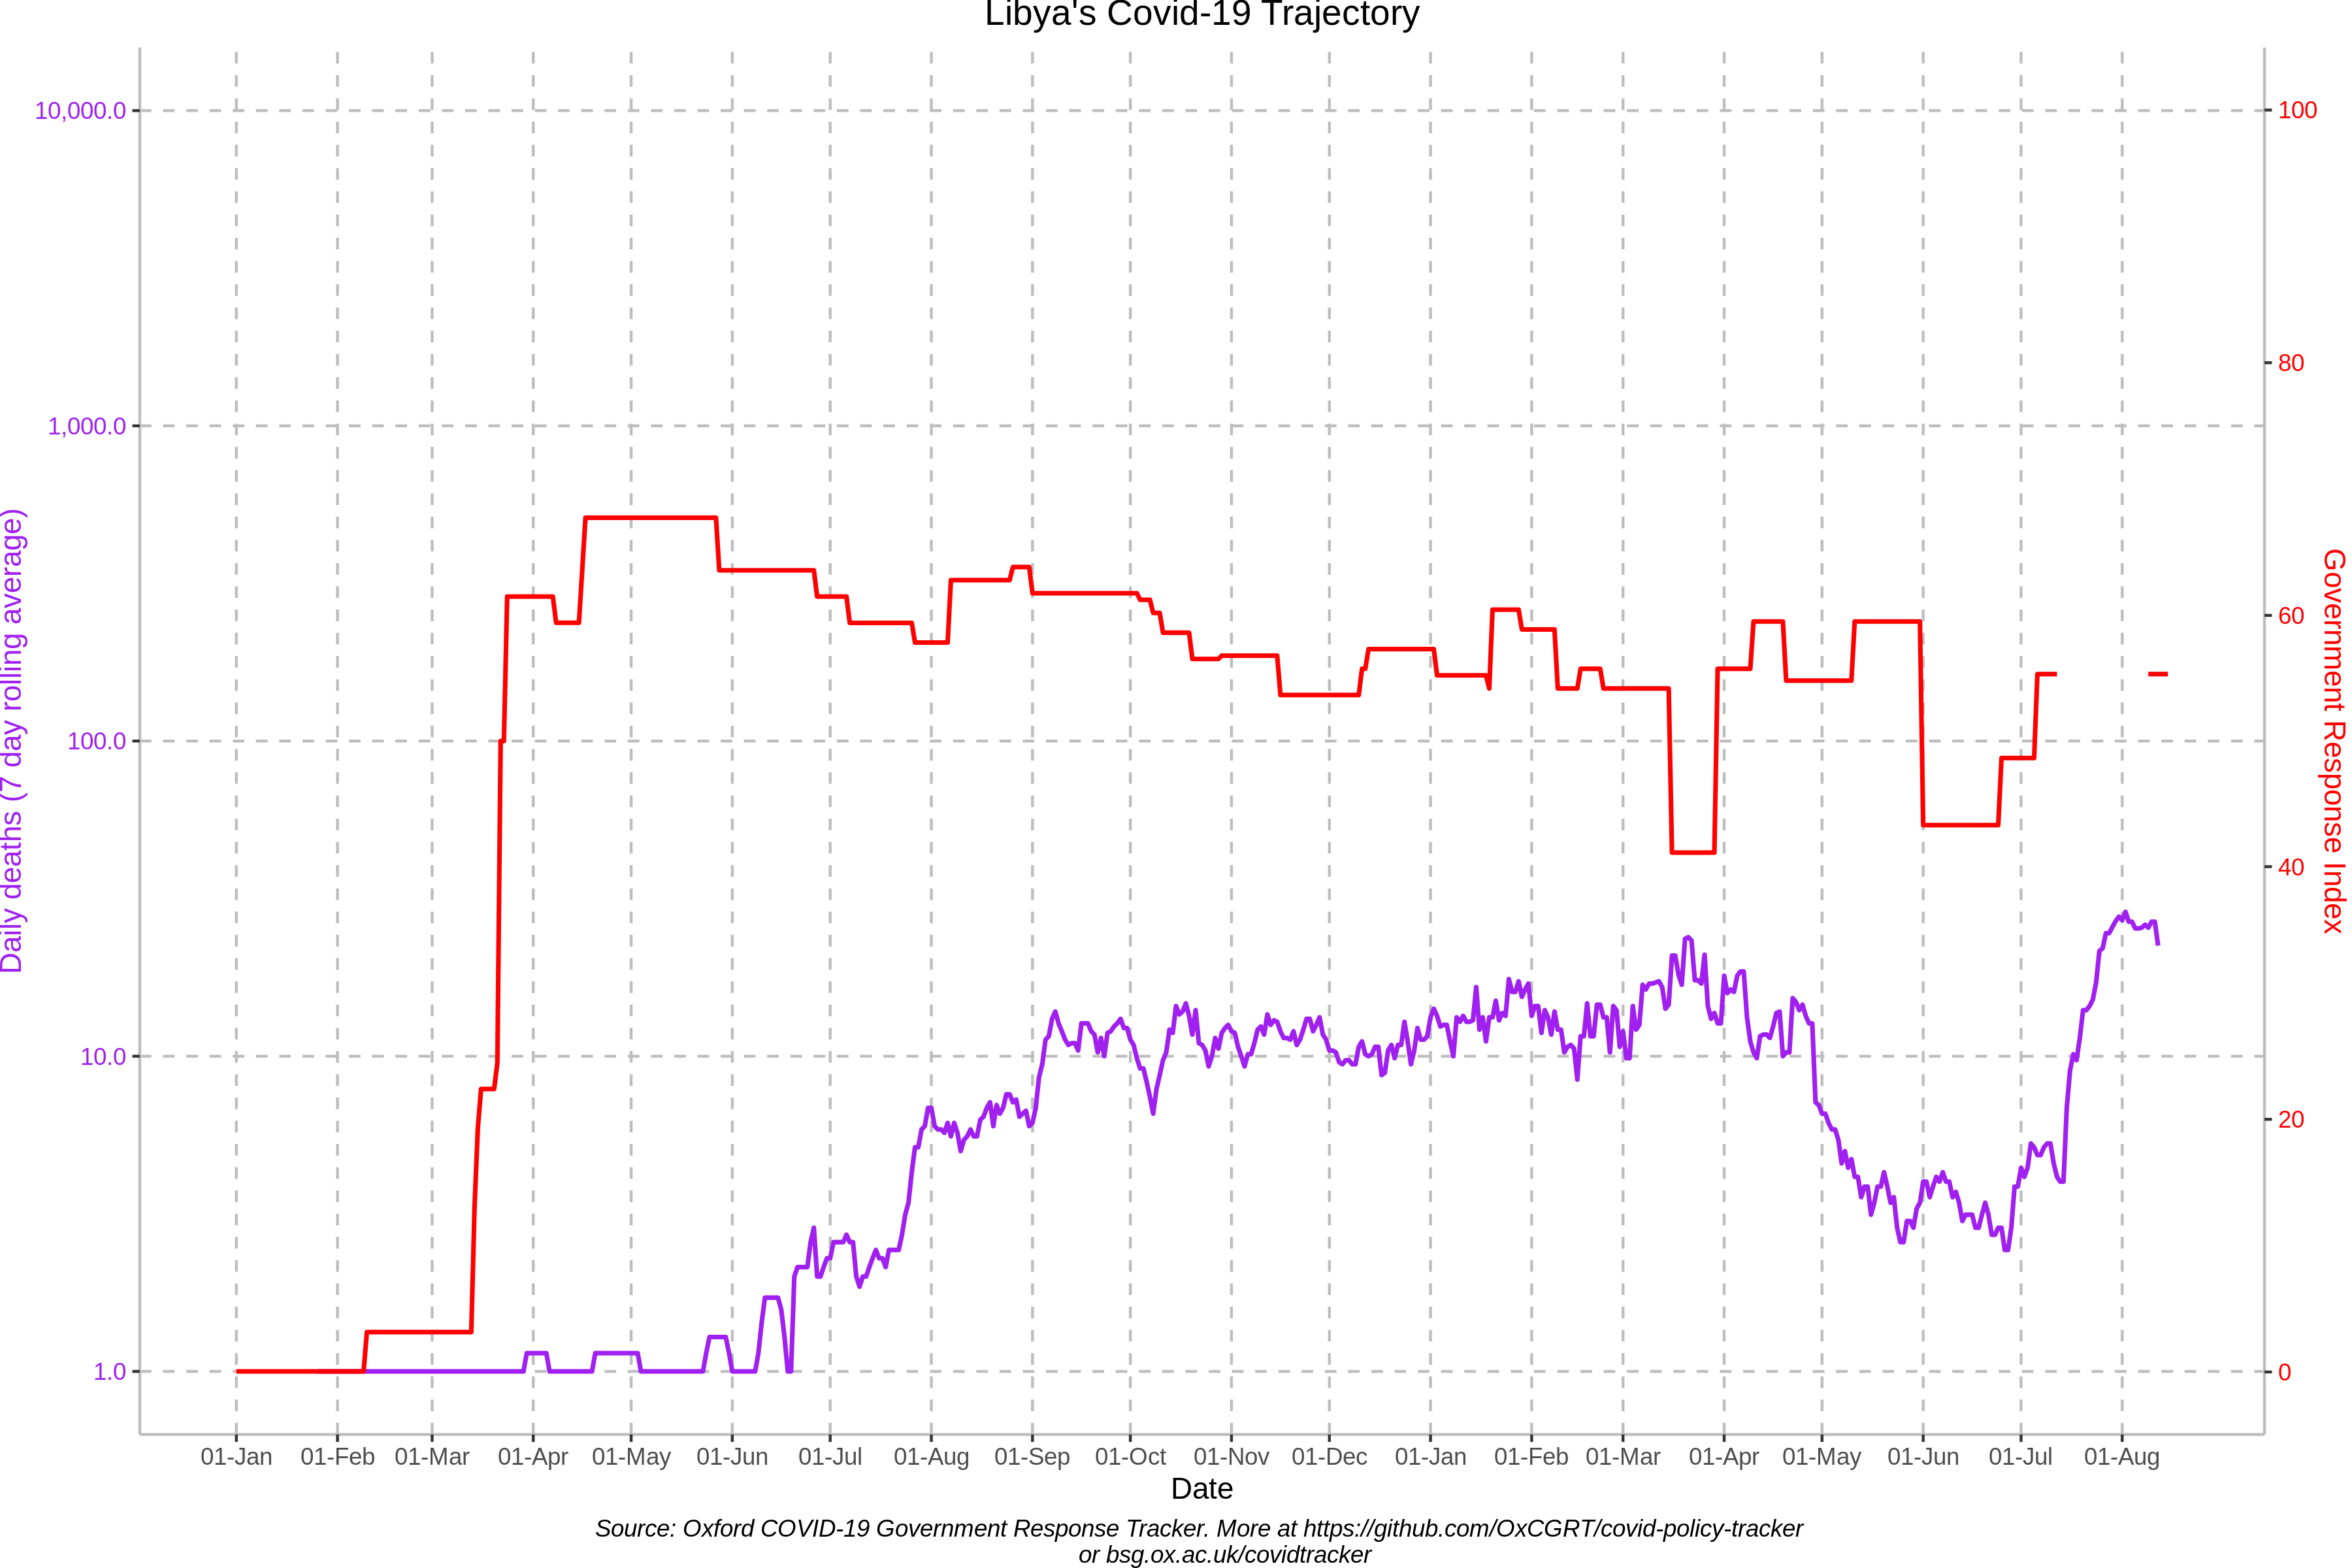 Libya's Covid-19 Trajectory
10,000.0
1,000.0
100.0
10.0
1.0
Daily deaths (7 day rolling average)
100
80
60
40
20
0
Government Response Index
01-Jan 01-Feb 01-Mar 01-Apr 01-May 01-Jun 01-Jul 01-Aug 01-Sep 01-Oct 01-Nov 01-Dec 01-Jan 01-Feb 01-Mar 01-Apr 01-May 01-Jun 01-Jul 01-Aug
Date
Source: Oxford COVID-19 Government Response Tracker. More at https://github.com/OxCGRT/covid-policy-tracker
or bsg.ox.ac.uk/covidtracker